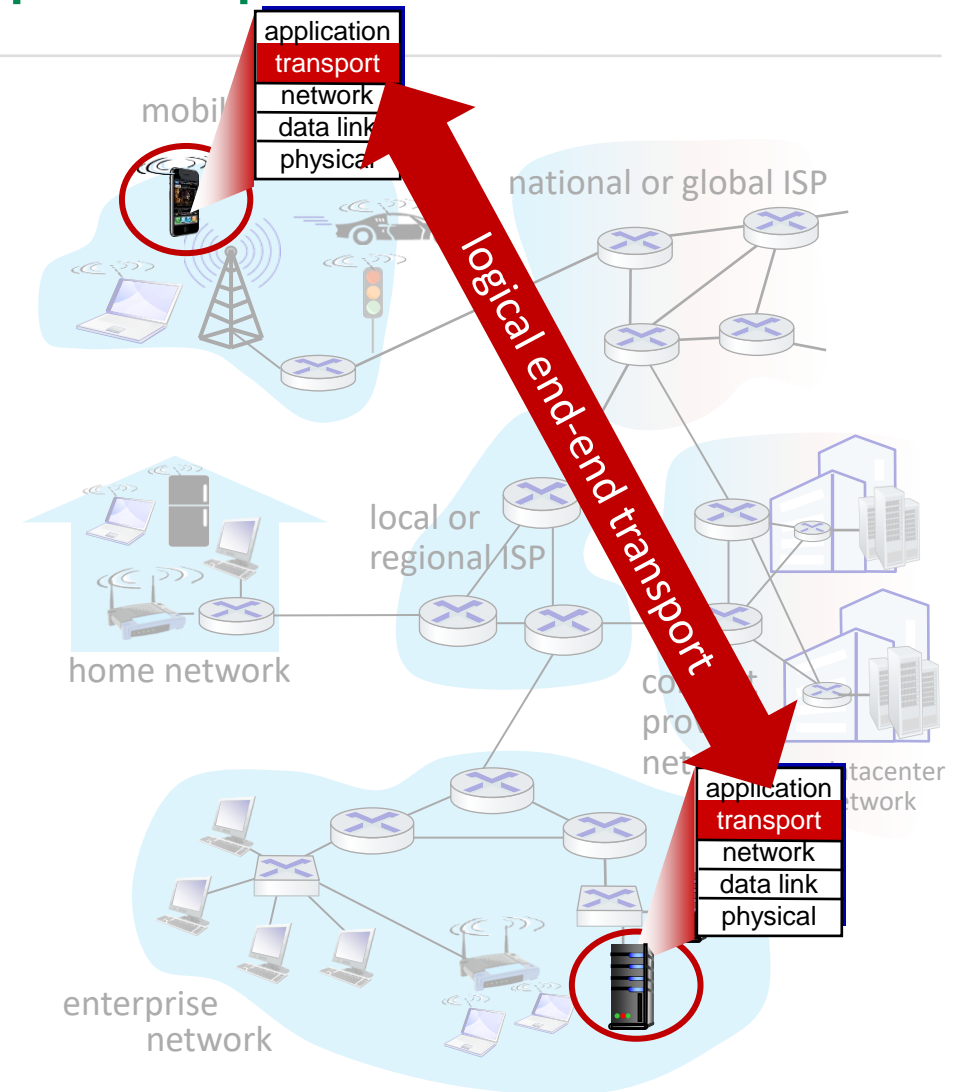 application
transport
network
data link
physical
national or global ISP
logical end-end transport
local or
regional ISP
home network
application
transport
network
data link
physical
enterprise
network